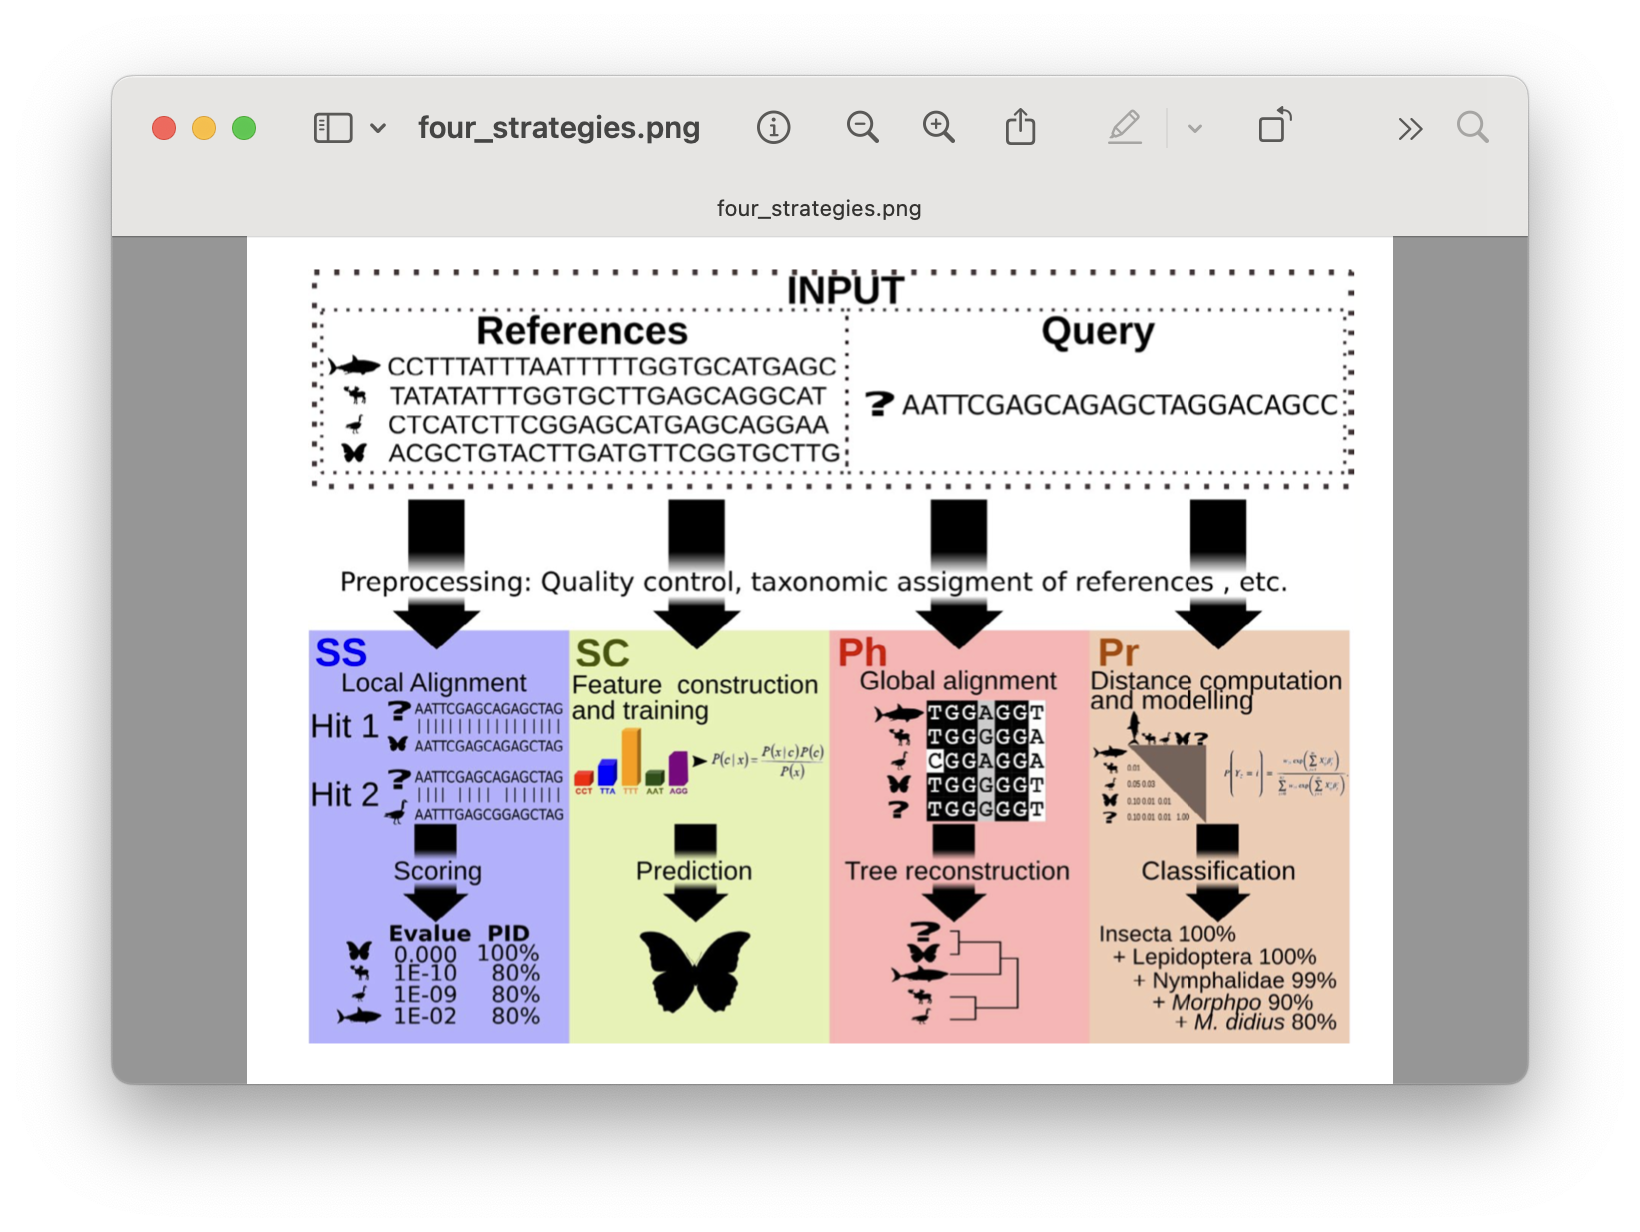 four_strategies.png
four_strategies.png
INPUT
References
CCTTTATTTAATTTTTGGTGCATGAGC
TATATATTTGGTGCTTGAGCAGGCAT
CTCATCTTCGGAGCATGAGCAGGAA
ACGCTGTACTTGATGTTCGGTGCTTG
Query
? AATTCGAGCAGAGCTAGGACAGCC
Preprocessing: Quality control, taxonomic assigment of references , etc.
SS
Local Alignment
Hit 1
? AATTCGAGCAGAGCTAG
AATTCGAGCAGAGCTAG
Hit 2
? AATTCGAGCAGAGCTAG
AATTTGAGCGGAGCTAG
Scoring
Evalue PID
0.000 100%
1E-10 80%
1E-09 80%
1E-02 80%
SC
Feature construction
and training
CCT TTA TTT AAT AGG
P(c|x)= P(x|c)P(c)
P(x)
Prediction
Ph
Global alignment
TGGAGGT
TGGGGGA
CGGAGGA
TGGGGGT
? TGGGGGT
Tree reconstruction
?
Pr
Distance computation
and modelling
?
0.01
0.05 0.03
0.10 0.01 0.01
? 0.10 0.01 0.01 1.00
Classification
Insecta 100%
+ Lepidoptera 100%
+ Nymphalidae 99%
+ Morphpo 90%
+ M. didius 80%